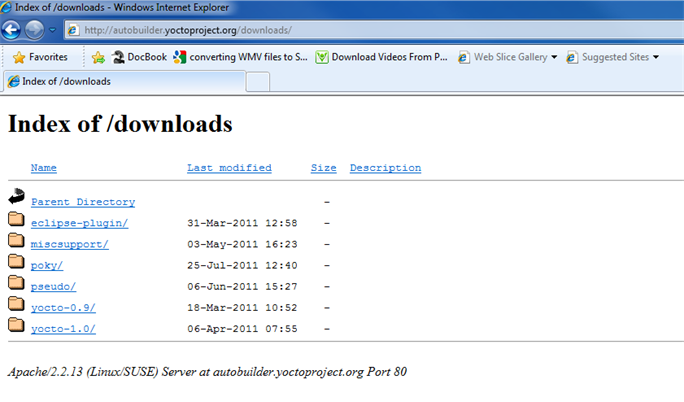 Index of /downloads - Windows Internet Explorer
http://autobuilder.yoctoproject.org/downloads/
Favorites DocBook converting WMV files to S... Download Videos From P... Web Slice Gallery Suggested Sites
Index of /downloads
Index of /downloads
Name Last modified Size Description
Parent Directory -
eclipse-plugin/ 31-Mar-2011 12:58 -
miscsupport/ 03-May-2011 16:23 -
poky/ 25-Jul-2011 12:40 -
pseudo/ 06-Jun-2011 15:27 -
yocto-0.9/ 18-Mar-2011 10:52 -
yocto-1.0/ 06-Apr-2011 07:55 -
Apache/2.2.13 (Linux/SUSE) Server at autobuilder.yoctoproject.org Port 80